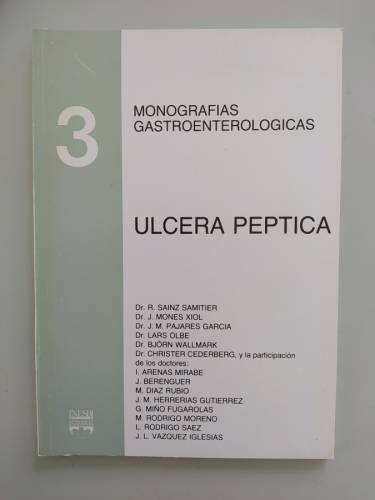 3
MONOGRAFIAS
GASTROENTEROLOGICAS
ULCERA PEPTICA
Dr. R. SAINZ SAMITIER
Dr. J. MONES XIOL
Dr. J. M. PAJARES GARCIA
Dr. LARS OLBE
Dr. BJÖRN WALLMARK
Dr. CHRISTER CEDERBERG, y la participación
de los doctores:
I. ARENAS MIRABE
J. BERENGUER
M. DIAZ RUBIO
J. M. HERRERIAS GUTIERREZ
G. MIÑO FUGAROLAS
M. RODRIGO MORENO
L. RODRIGO SAEZ
J. L. VAZQUEZ IGLESIAS